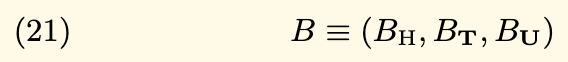 (21) B ≡ (B_H, B_𝐓, B_𝐔)